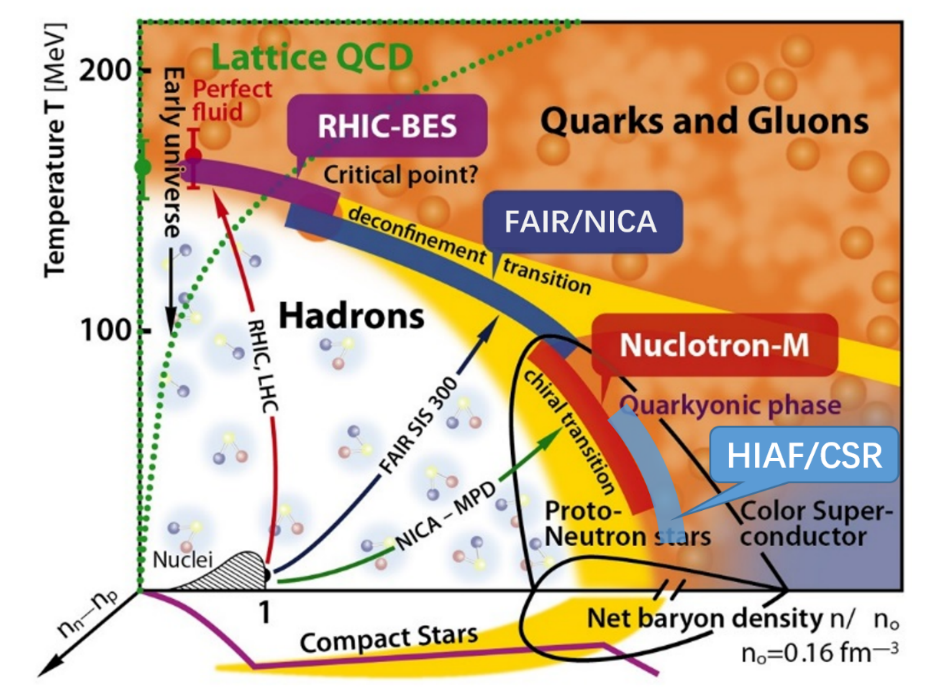 Temperature T [MeV]
200
100
Early universe
Lattice QCD
Perfect
fluid
RHIC-BES
Critical point?
Quarks and Gluons
FAIR/NICA
deconfinement transition
Hadrons
RHIC, LHC
Nuclotron-M
chiral transition
Quarkyonic phase
FAIR SIS 300
HIAF/CSR
NICA – MPD
Proto-
Neutron stars
Color Super-
conductor
Nuclei
1
nₙ—nₚ
Compact Stars
Net baryon density n/ nₒ
nₒ=0.16 fm⁻³